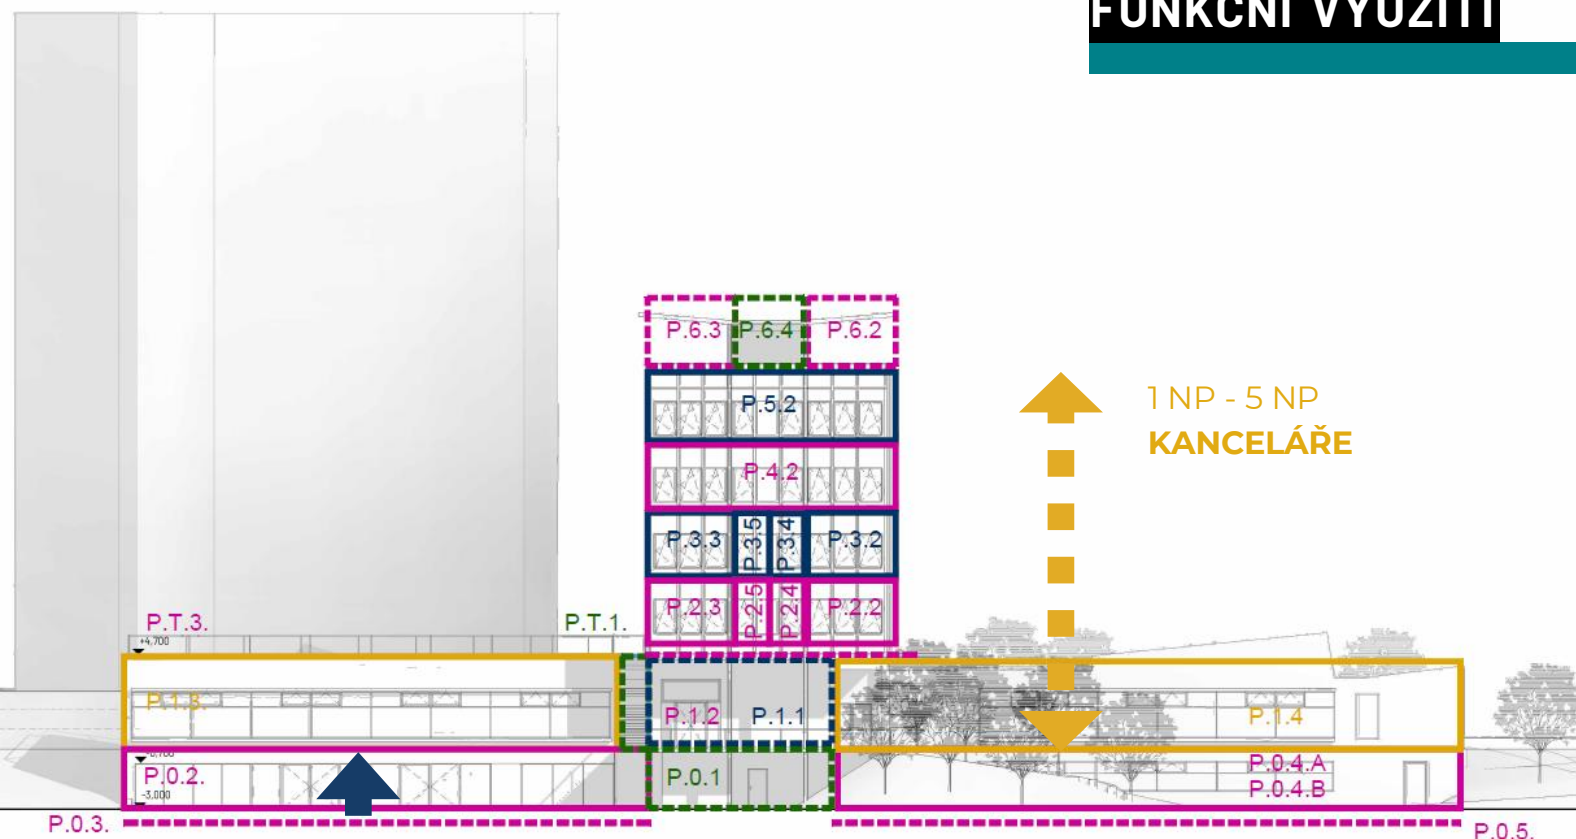 FUNKČNÍ VYUŽITÍ
P.6.3 P.6.4 P.6.2
P.5.2
1 NP - 5 NP
KANCELÁŘE
P.4.2
P.3.3 P.3.5 P.3.4 P.3.2
P.2.3 P.2.5 P.2.4 P.2.2
P.T.3. P.T.1.
+4,700
P.1.3. P.1.2 P.1.1 P.1.4
-0,700
P.0.2. P.0.1 P.0.4.A
P.0.4.B
-3,000
P.0.3. P.0.5.